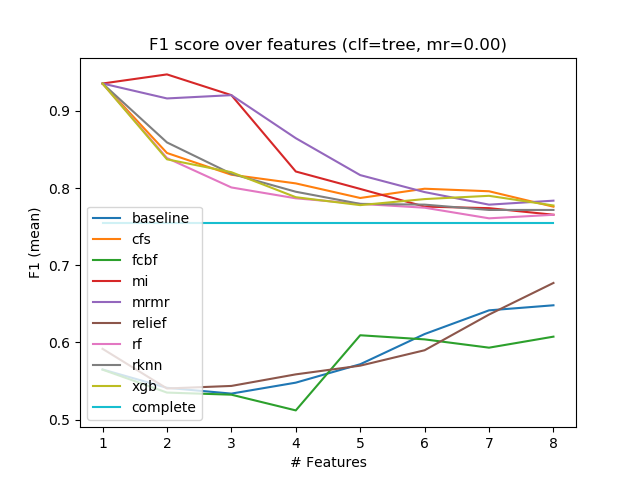 F1 score over features (clf=tree, mr=0.00)
F1 (mean)
0.9
0.8
0.7
0.6
0.5
baseline
cfs
fcbf
mi
mrmr
relief
rf
rknn
xgb
complete
1 2 3 4 5 6 7 8
# Features